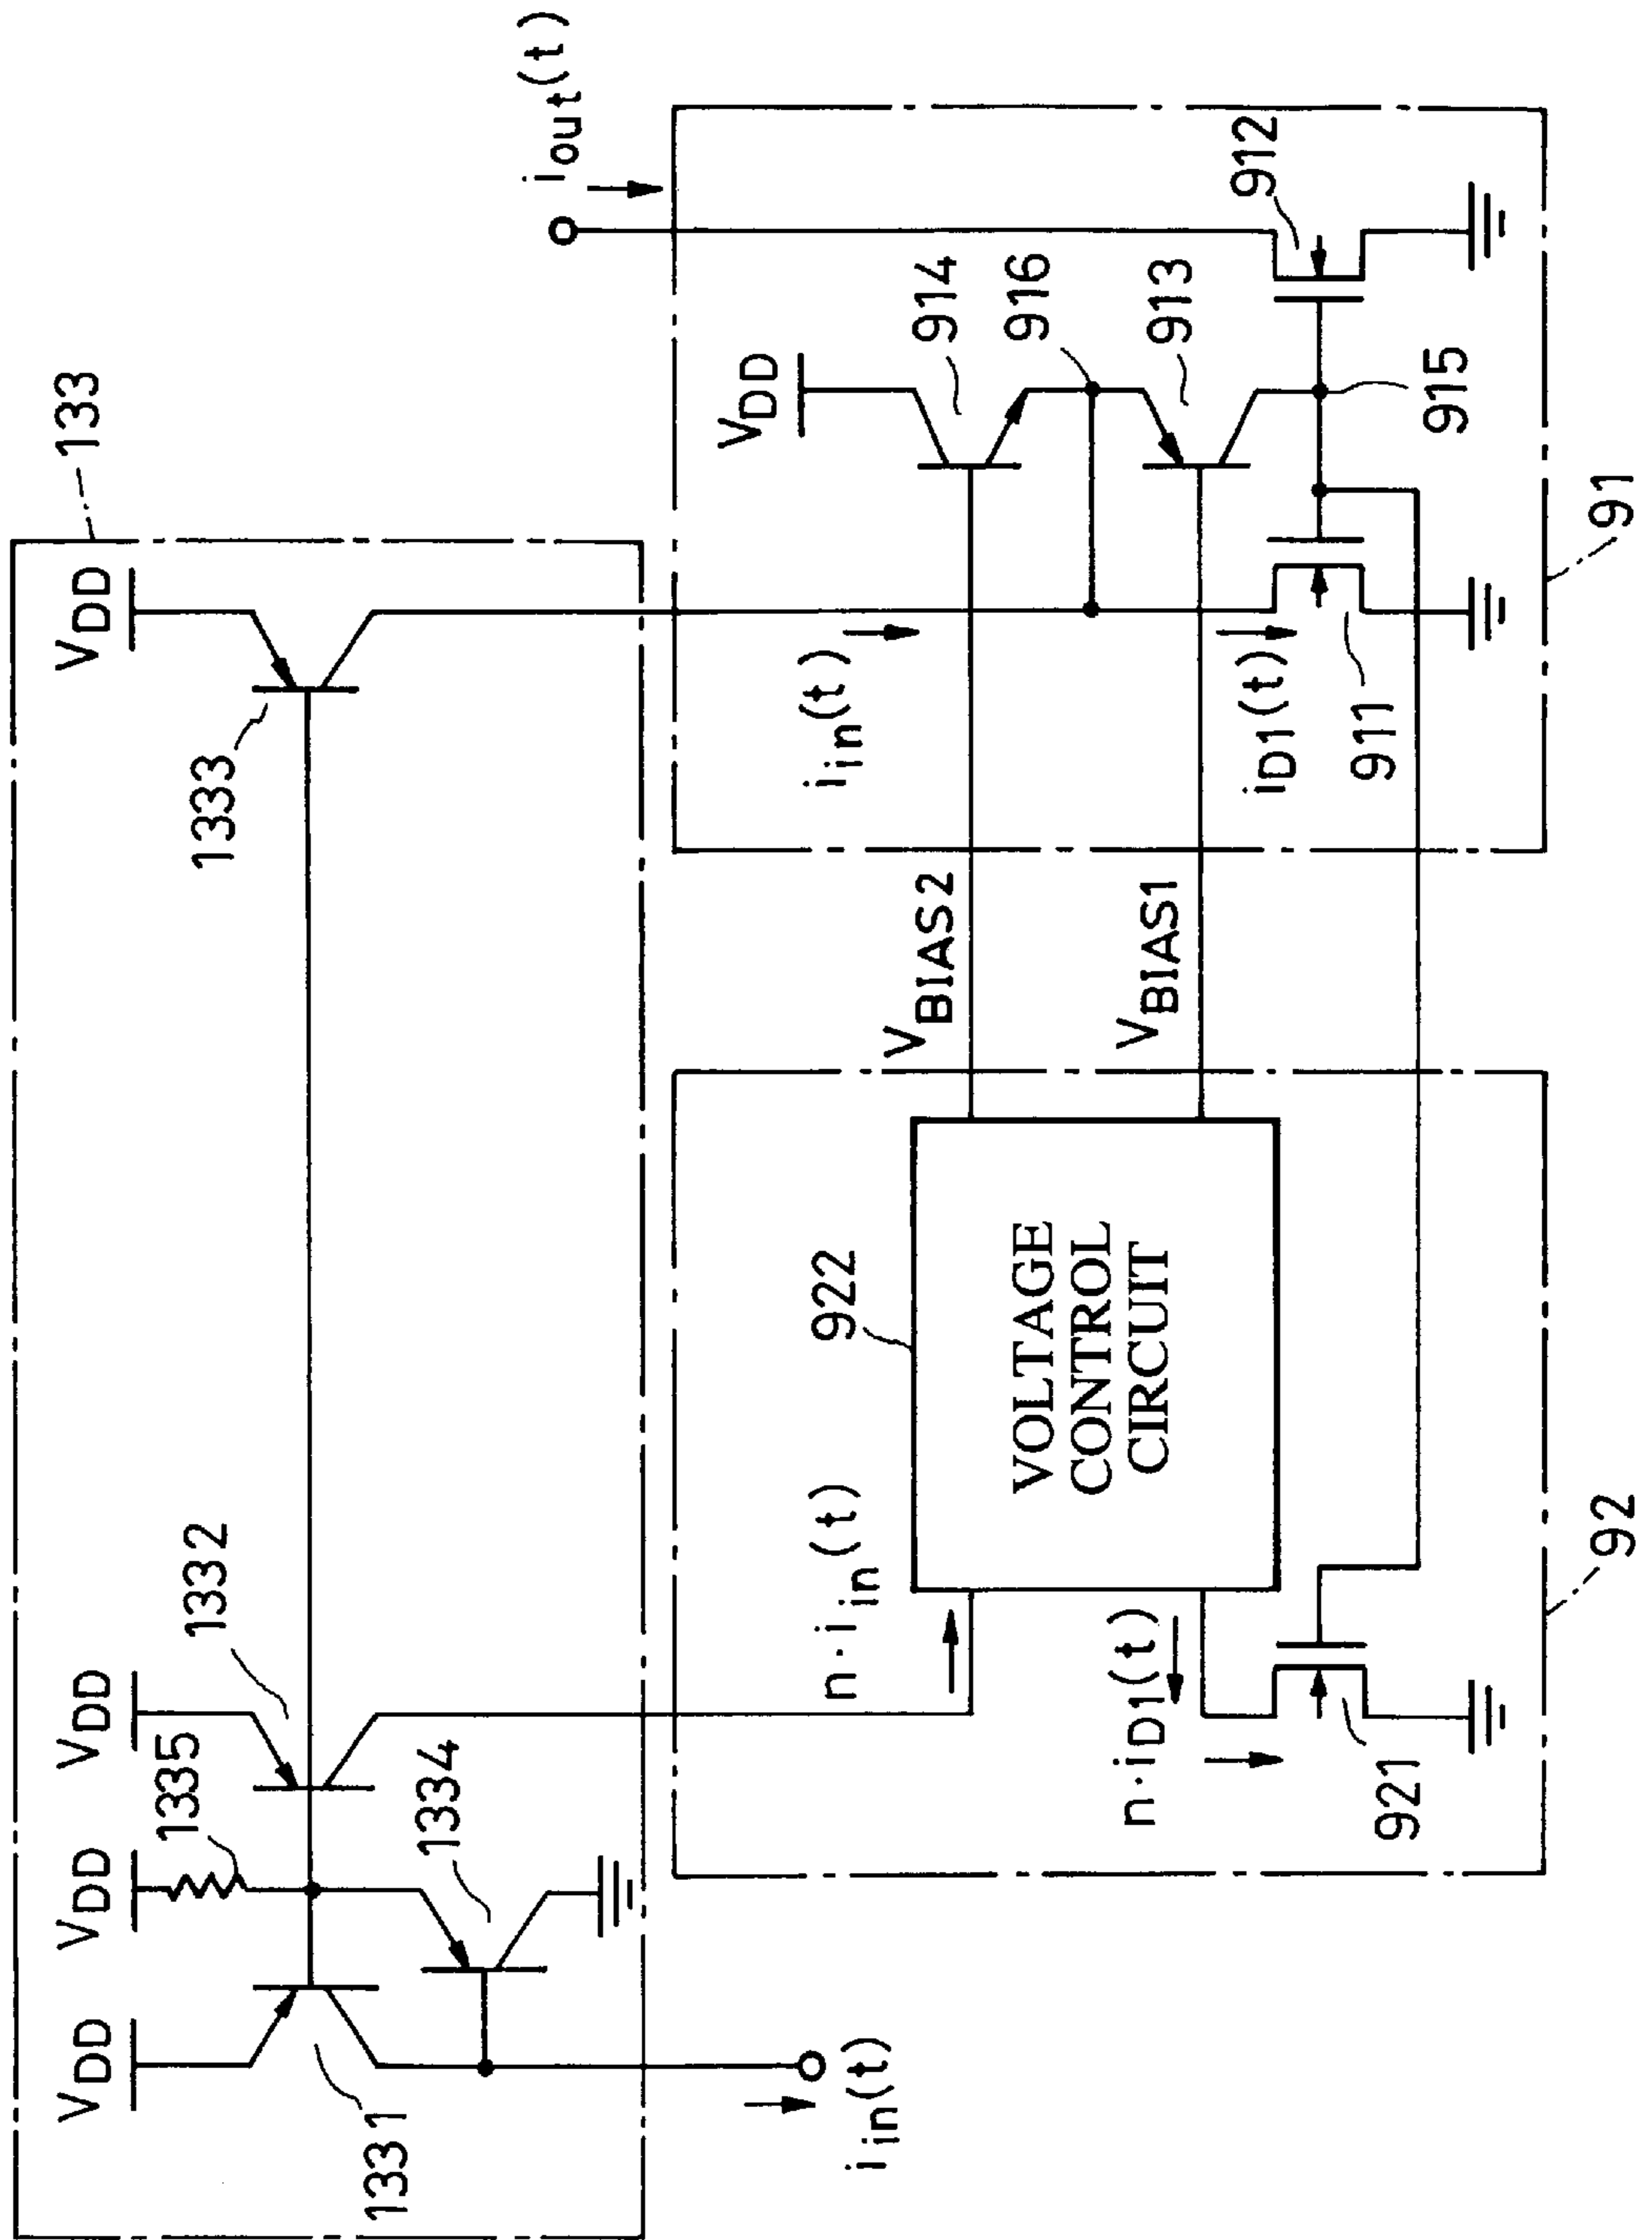 133
V_DD
V_DD
V_DD
V_DD
1331
1335
1332
1334
1333
i_in(t)
n·i_in(t)
922
VOLTAGE
CONTROL
CIRCUIT
n·i_D1(t)
921
92
V_BIAS2
V_BIAS1
i_in(t)
i_D1(t)
911
V_DD
914
916
913
915
912
i_out(t)
91